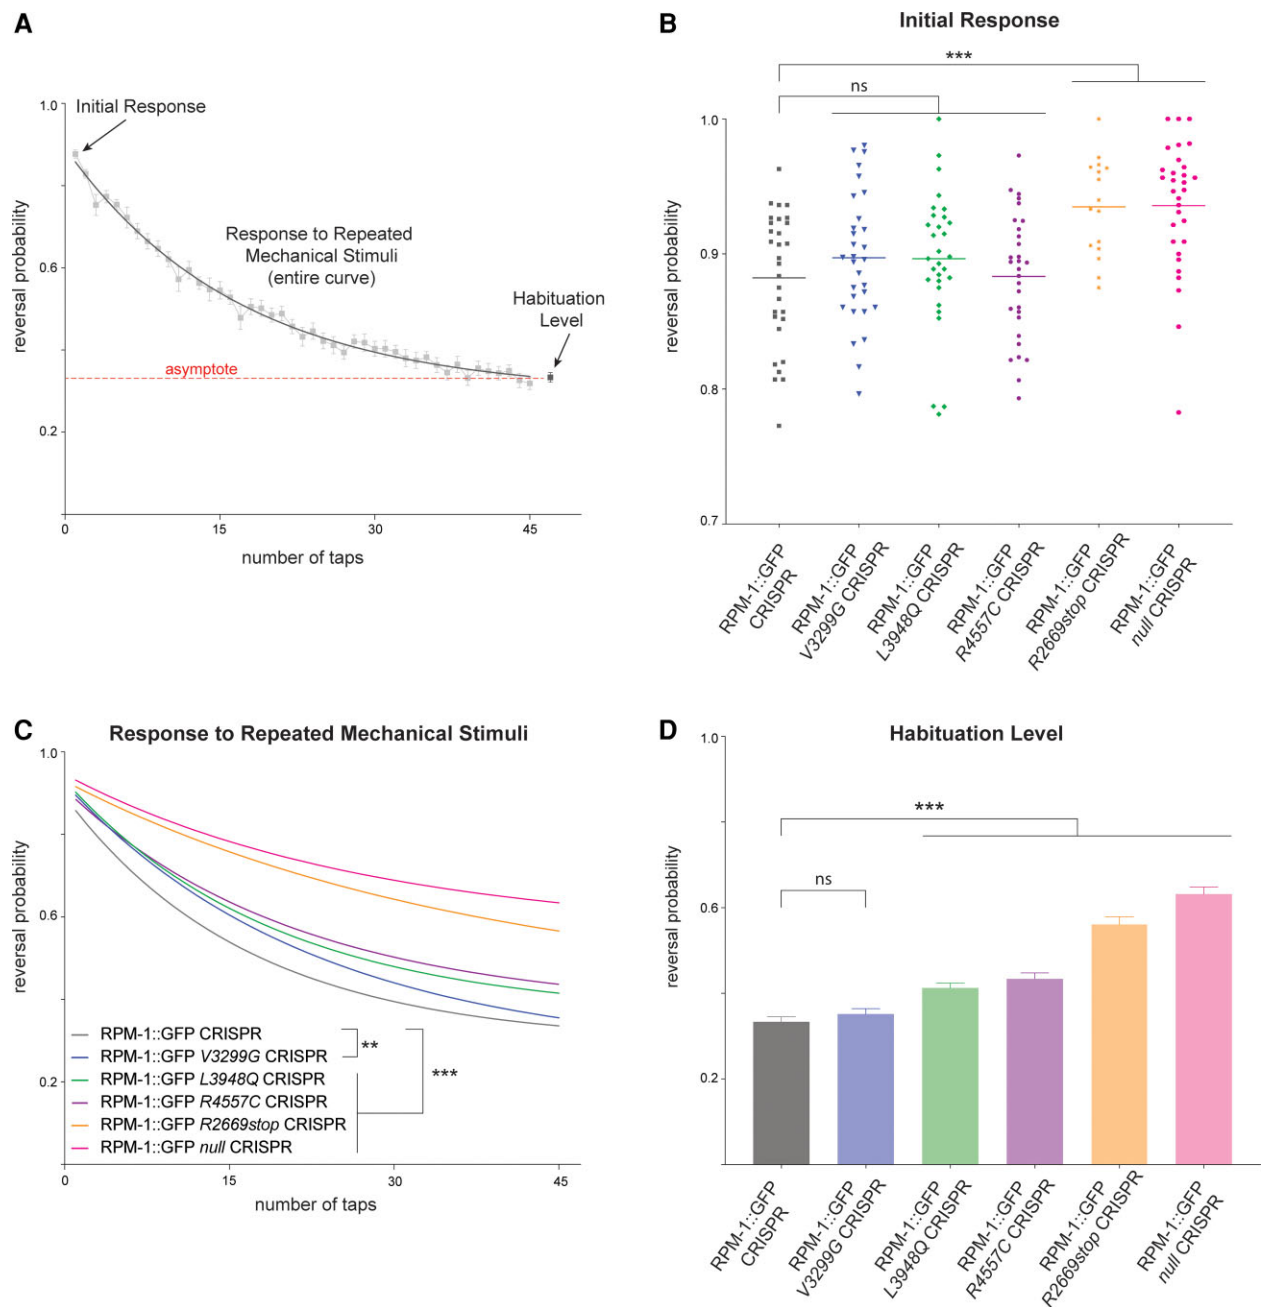 A
1.0
0.6
0.2
0
15
30
45
reversal probability
number of taps
Initial Response
Response to Repeated
Mechanical Stimuli
(entire curve)
Habituation
Level
asymptote
B
Initial Response
***
ns
1.0
0.9
0.8
0.7
reversal probability
RPM-1::GFP
CRISPR
RPM-1::GFP
V3299G CRISPR
RPM-1::GFP
L3948Q CRISPR
RPM-1::GFP
R4557C CRISPR
RPM-1::GFP
R2669stop CRISPR
RPM-1::GFP
null CRISPR
C
Response to Repeated Mechanical Stimuli
1.0
0.6
0.2
reversal probability
RPM-1::GFP CRISPR
RPM-1::GFP V3299G CRISPR
RPM-1::GFP L3948Q CRISPR
RPM-1::GFP R4557C CRISPR
RPM-1::GFP R2669stop CRISPR
RPM-1::GFP null CRISPR
**
***
0
15
30
45
number of taps
D
Habituation Level
***
ns
1.0
0.6
0.2
reversal probability
RPM-1::GFP
CRISPR
RPM-1::GFP
V3299G CRISPR
RPM-1::GFP
L3948Q CRISPR
RPM-1::GFP
R4557C CRISPR
RPM-1::GFP
R2669stop CRISPR
RPM-1::GFP
null CRISPR